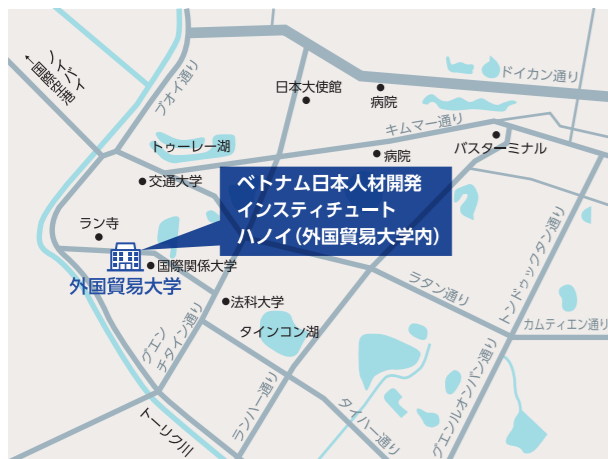 ノイバイ
国際空港
ブオイ通り
日本大使館
病院
ドイカン通り
キムマー通り
トゥーレー湖
病院
バスターミナル
交通大学
ベトナム日本人材開発
インスティチュート
ハノイ（外国貿易大学内）
ラン寺
国際関係大学
外国貿易大学
法科大学
ラタン通り
トンドゥックタン通り
カムティエン通り
タインコン湖
グエン
チタイン通り
ランハー通り
タイハー通り
グエンルオンバン通り
トーリク川